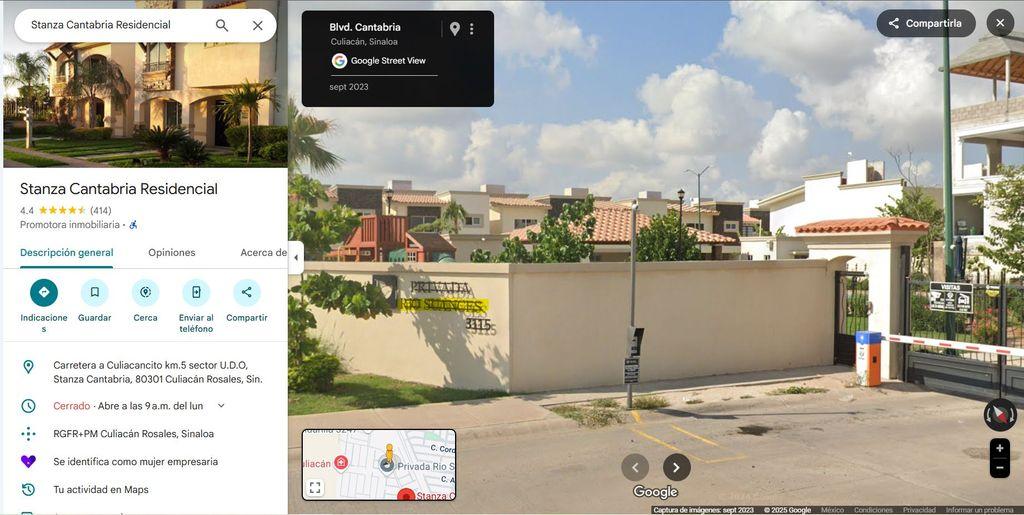 Stanza Cantabria Residencial
Stanza Cantabria Residencial
4.4
(414)
Promotora inmobiliaria ·
Descripción general
Opiniones
Acerca de
Indicacione
s
Guardar
Cerca
Enviar al
teléfono
Compartir
Carretera a Culiacancito km.5 sector U.D.O,
Stanza Cantabria, 80301 Culiacán Rosales, Sin.
Cerrado · Abre a las 9 a.m. del lun
RGFR+PM Culiacán Rosales, Sinaloa
Se identifica como mujer empresaria
Tu actividad en Maps
Blvd. Cantabria
Culiacán, Sinaloa
Google Street View
sept 2023
Compartirla
PRIVADA
3115
VISITAS
C. Cord
Privada Rio S
C. A
Stanza C
Google
Captura de imágenes: sept 2023
© 2025 Google
México
Condiciones
Privacidad
Informar un problema